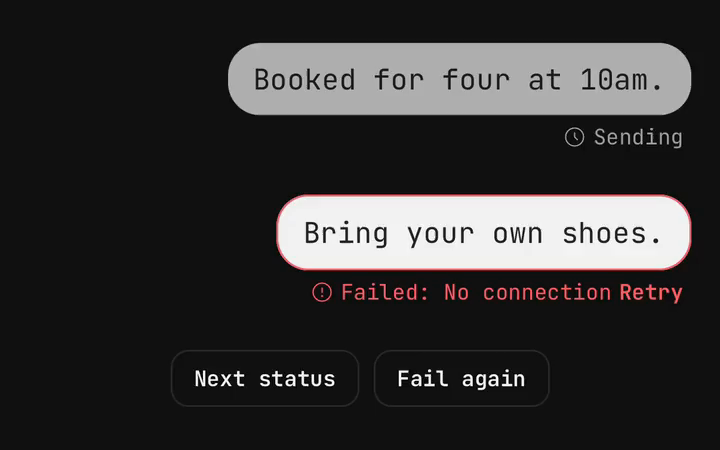 Booked for four at 10am.
Sending
Bring your own shoes.
Failed: No connection Retry
Next status Fail again